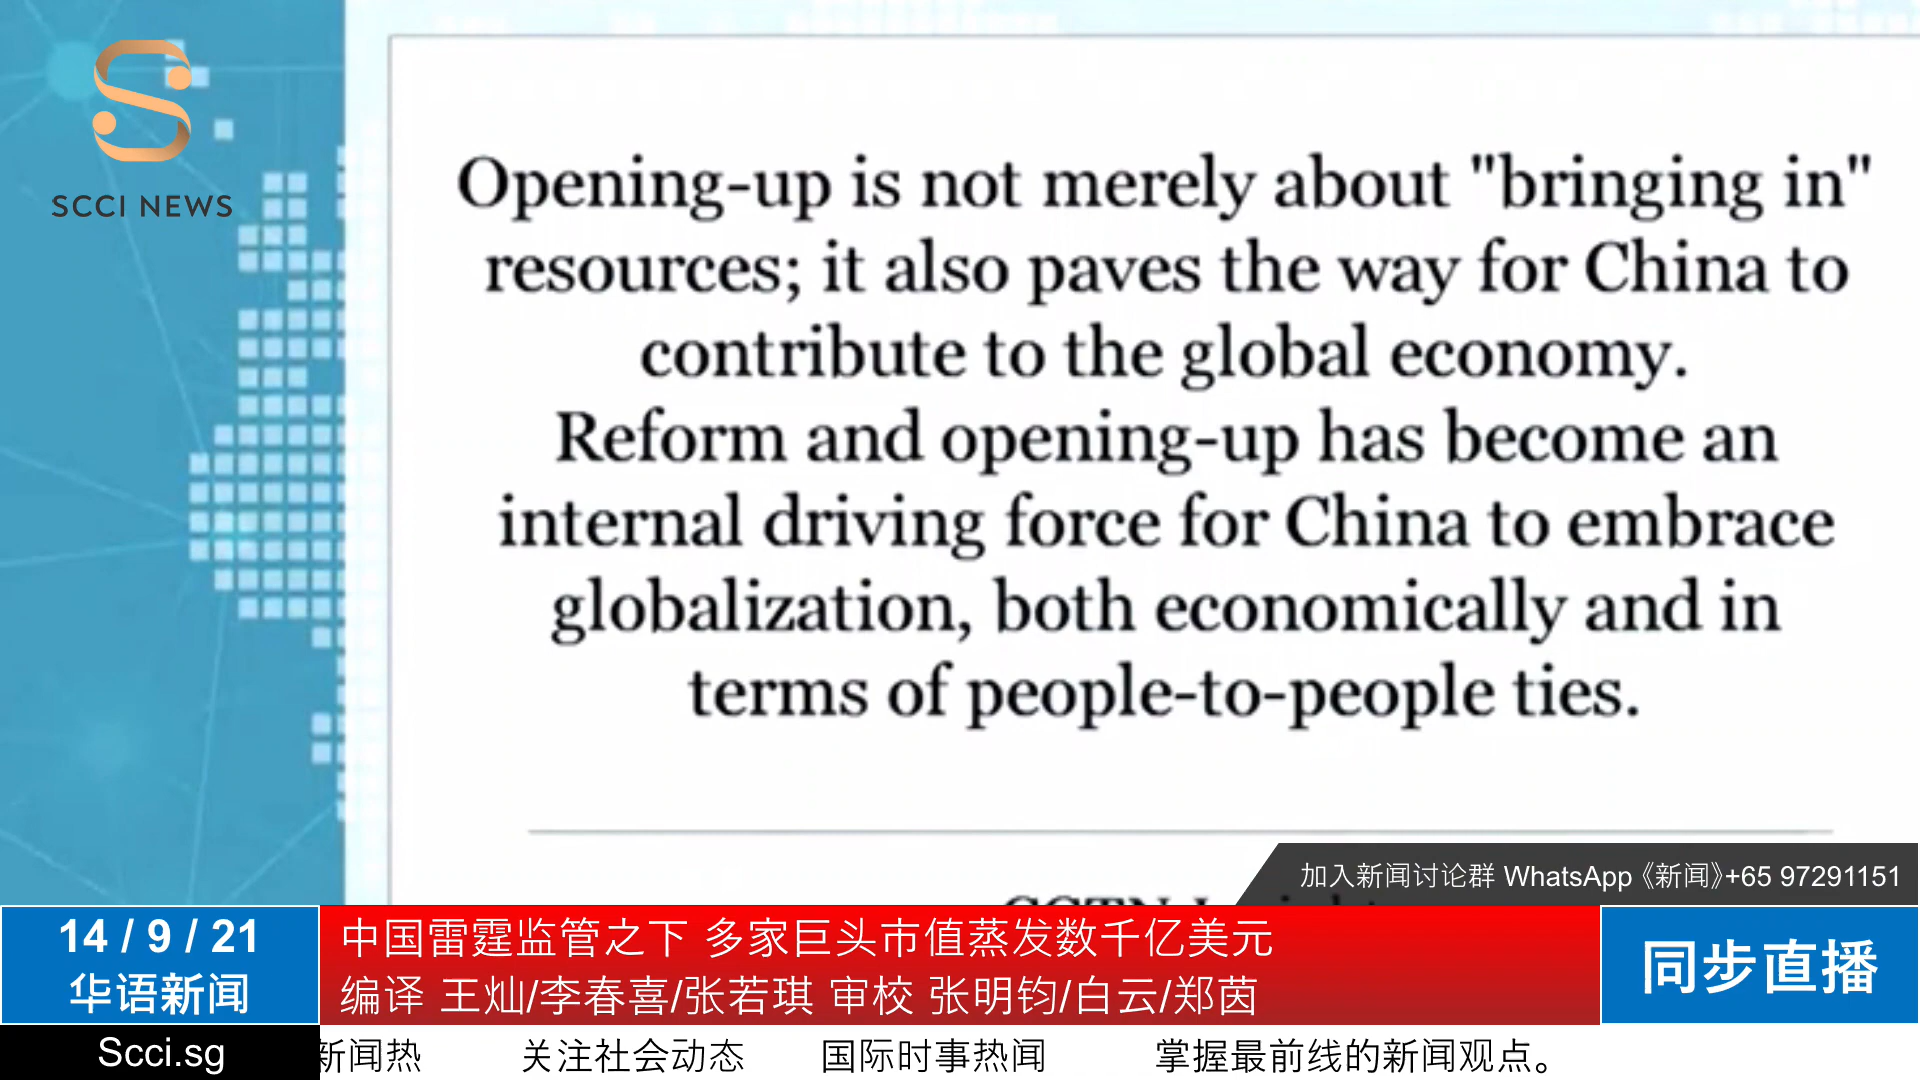 SCCI NEWS
Opening-up is not merely about "bringing in"
resources; it also paves the way for China to
contribute to the global economy.
Reform and opening-up has become an
internal driving force for China to embrace
globalization, both economically and in
terms of people-to-people ties.
加入新闻讨论群 WhatsApp《新闻》+65 97291151
14 / 9 / 21
华语新闻
中国雷霆监管之下 多家巨头市值蒸发数千亿美元
编译 王灿/李春喜/张若琪 审校 张明钧/白云/郑茵
同步直播
Scci.sg
新闻热 关注社会动态 国际时事热闻 掌握最前线的新闻观点。